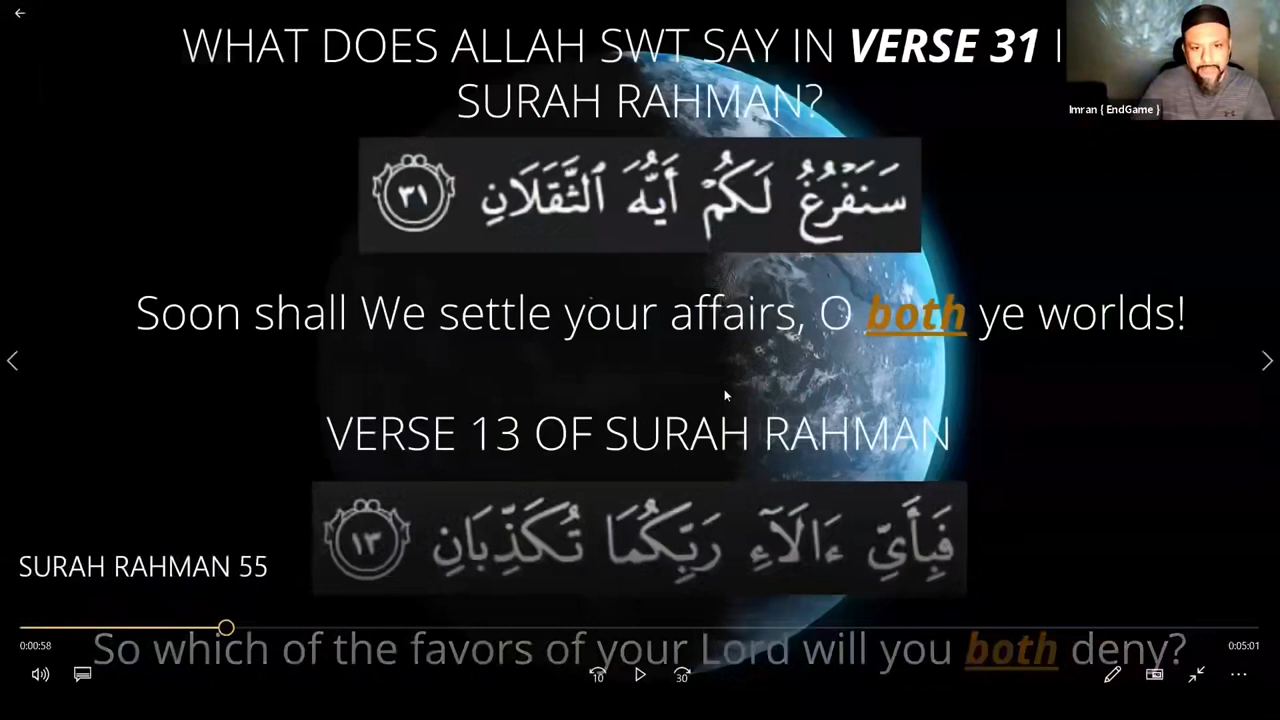 WHAT DOES ALLAH SWT SAY IN VERSE 31 I
SURAH RAHMAN?
Imran { EndGame }
سَنَفْرُغُ لَكُمْ أَيُّهَ ٱلثَّقَلَانِ ٣١
Soon shall We settle your affairs, O both ye worlds!
VERSE 13 OF SURAH RAHMAN
فَبِأَىِّ ءَالَآءِ رَبِّكُمَا تُكَذِّبَانِ ١٣
SURAH RAHMAN 55
0:00:58
0:05:01
So which of the favors of your Lord will you both deny?
10
30